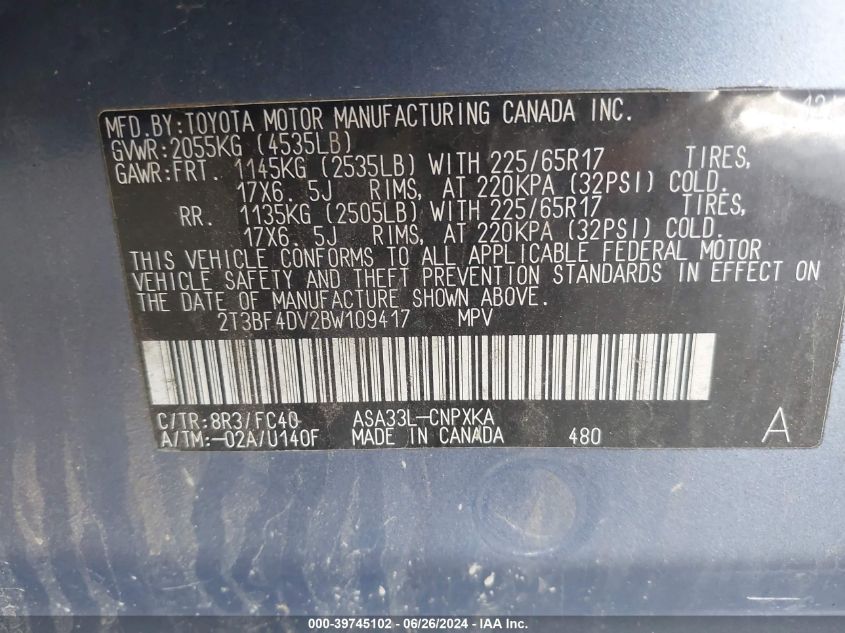 MFD.BY:TOYOTA MOTOR MANUFACTURING CANADA INC.
GVWR:2055KG (4535LB)
GAWR:FRT. 1145KG (2535LB) WITH 225/65R17 TIRES,
17X6. 5J RIMS, AT 220KPA (32PSI) COLD.
RR. 1135KG (2505LB) WITH 225/65R17 TIRES,
17X6. 5J RIMS, AT 220KPA (32PSI) COLD.
THIS VEHICLE CONFORMS TO ALL APPLICABLE FEDERAL MOTOR
VEHICLE SAFETY AND THEFT PREVENTION STANDARDS IN EFFECT ON
THE DATE OF MANUFACTURE SHOWN ABOVE.
2T3BF4DV2BW109417 MPV
C/TR:8R3/FC40 ASA33L-CNPXKA
A/TM:-02A/U140F MADE IN CANADA 480 A
000-39745102 - 06/26/2024 - IAA Inc.